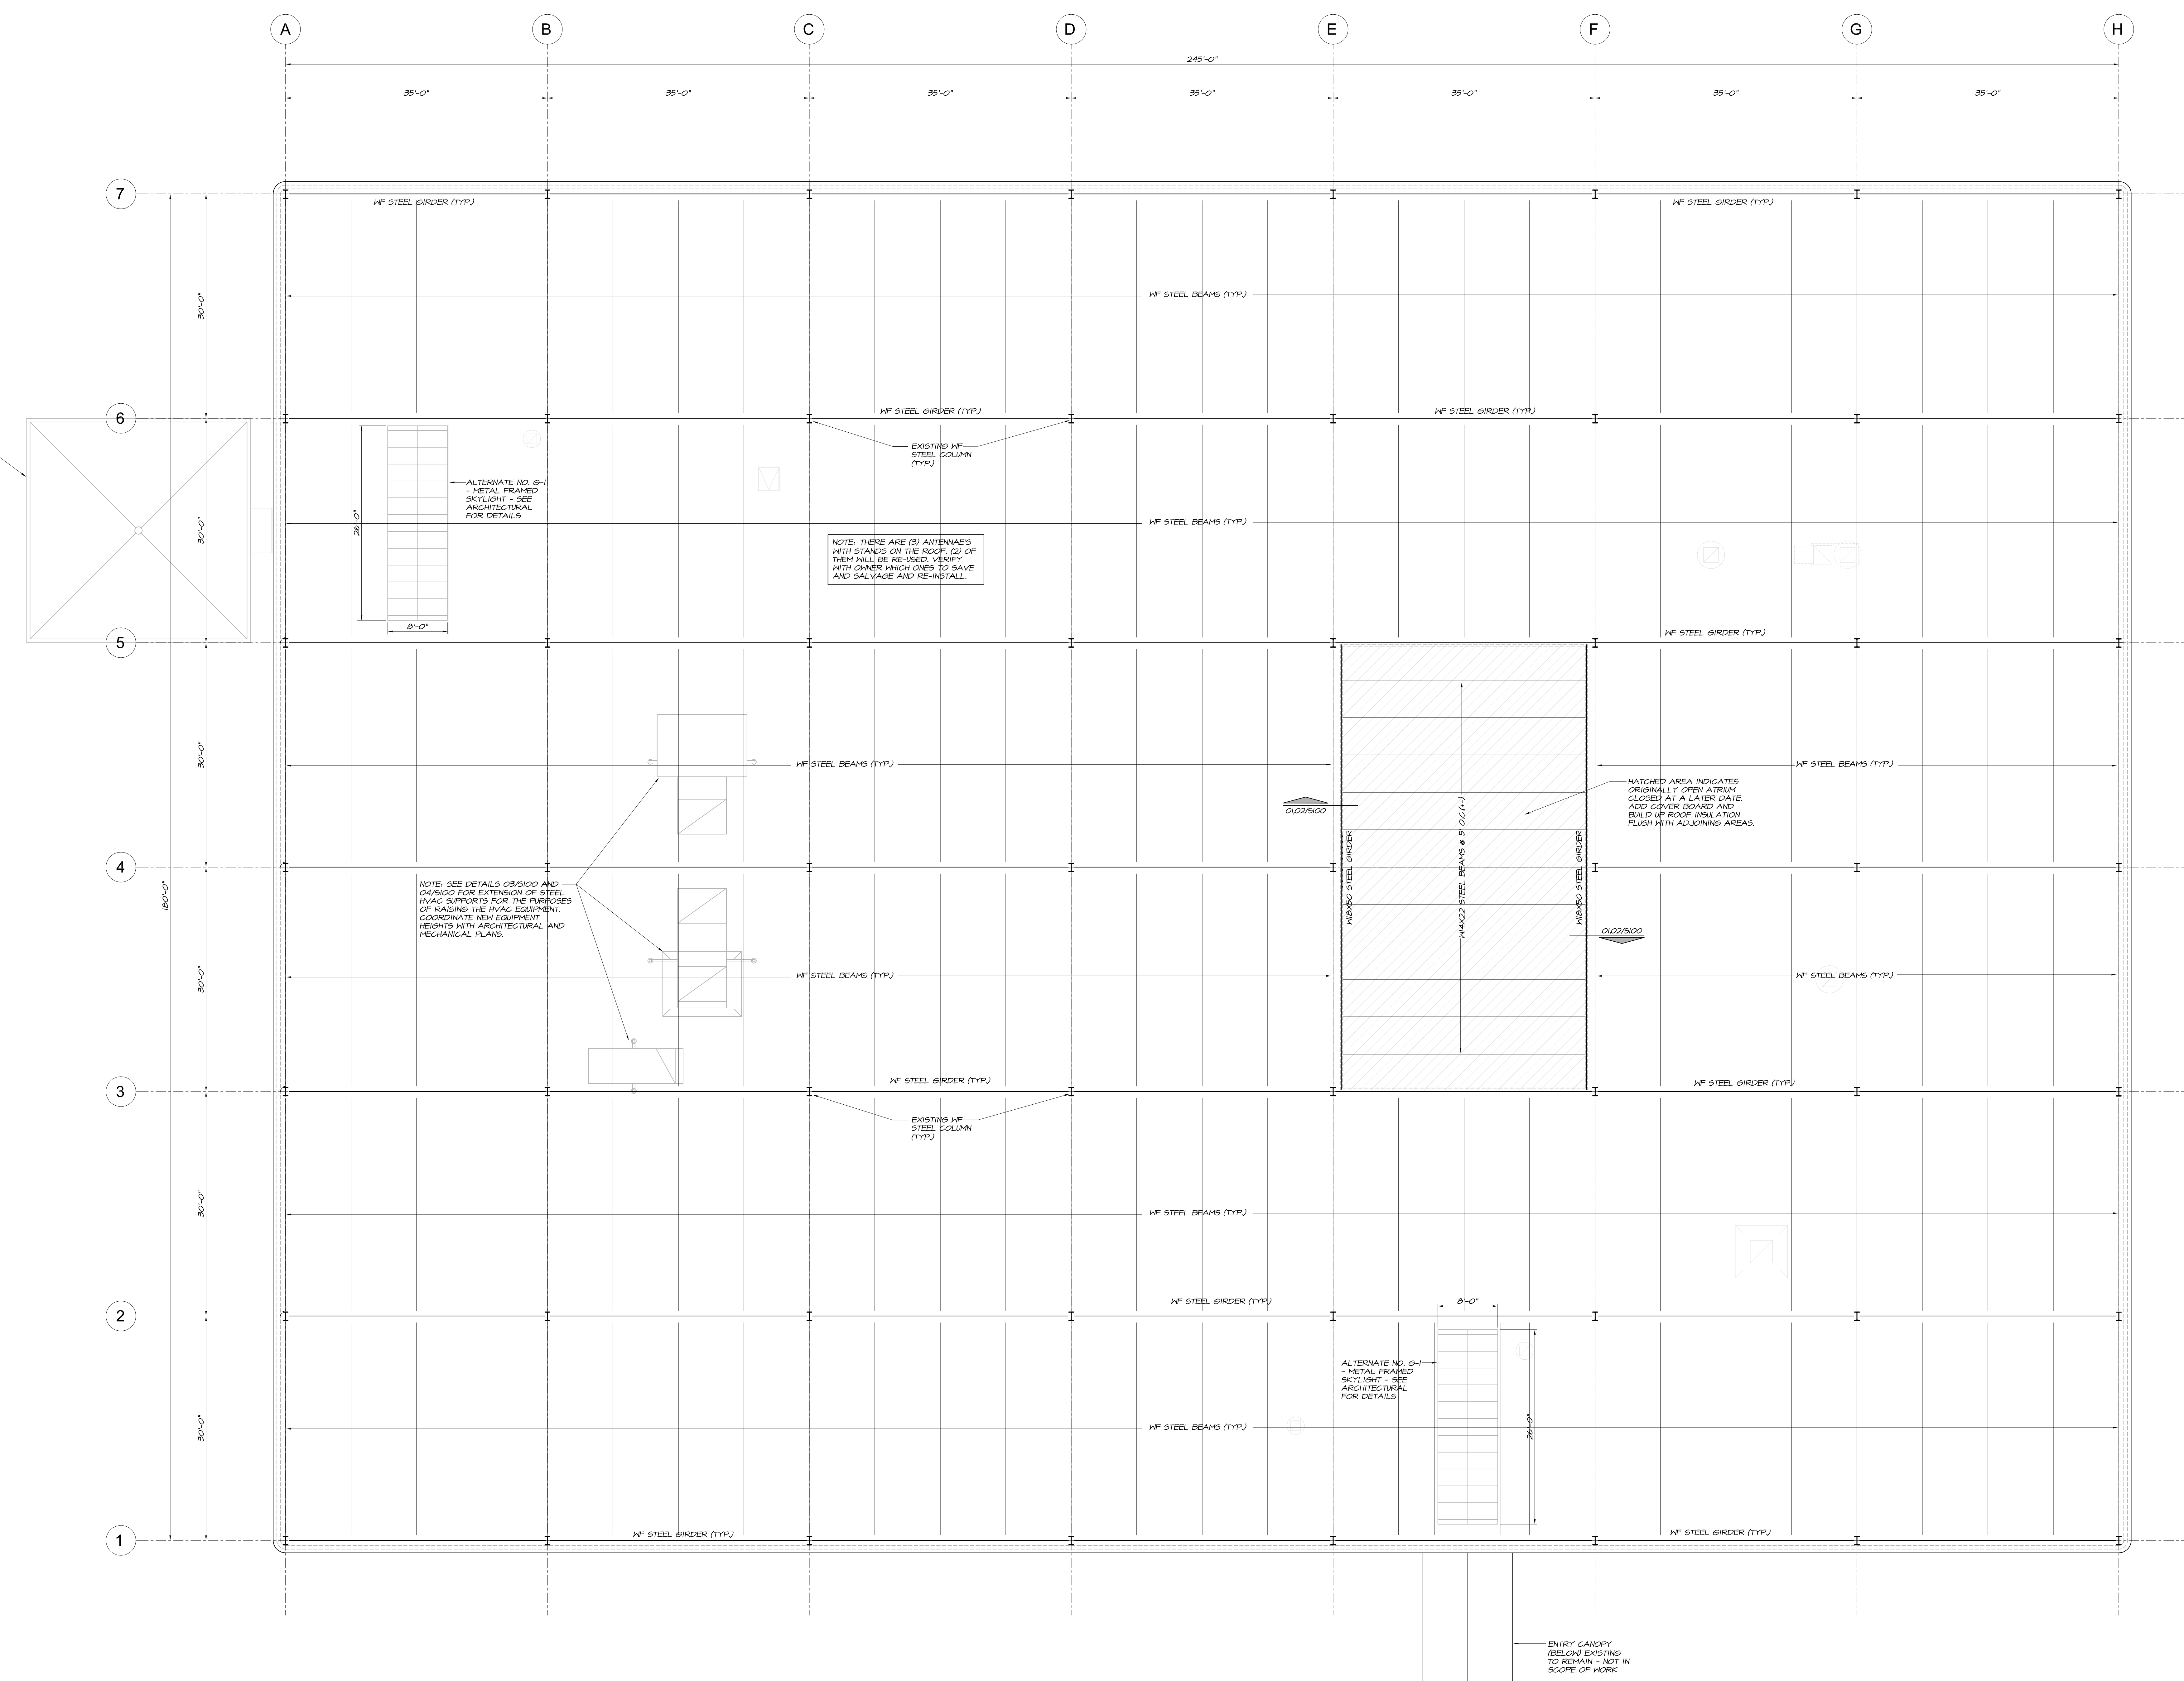 A B C D E F G H
245'-0"
35'-0" 35'-0" 35'-0" 35'-0" 35'-0" 35'-0" 35'-0"
7
WF STEEL GIRDER (TYP.) WF STEEL GIRDER (TYP.)
30'-0"
WF STEEL BEAMS (TYP.)
6
WF STEEL GIRDER (TYP.) WF STEEL GIRDER (TYP.)
EXISTING WF
STEEL COLUMN
(TYP.)
ALTERNATE NO. G-1
- METAL FRAMED
SKYLIGHT - SEE
ARCHITECTURAL
FOR DETAILS
26'-0"
8'-0"
30'-0"
WF STEEL BEAMS (TYP.)
NOTE: THERE ARE (3) ANTENNAE'S
WITH STANDS ON THE ROOF. (2) OF
THEM WILL BE RE-USED. VERIFY
WITH OWNER WHICH ONES TO SAVE
AND SALVAGE AND RE-INSTALL.
5
WF STEEL GIRDER (TYP.)
30'-0"
WF STEEL BEAMS (TYP.)
WF STEEL BEAMS (TYP.)
HATCHED AREA INDICATES
ORIGINALLY OPEN ATRIUM
CLOSED AT A LATER DATE.
ADD COVER BOARD AND
BUILD UP ROOF INSULATION
FLUSH WITH ADJOINING AREAS.
01,02/S100
W18X50 STEEL GIRDER
W14X22 STEEL BEAMS @ 5' O.C.(+-)
W18X50 STEEL GIRDER
4
180'-0"
NOTE: SEE DETAILS 03/S100 AND
04/S100 FOR EXTENSION OF STEEL
HVAC SUPPORTS FOR THE PURPOSES
OF RAISING THE HVAC EQUIPMENT.
COORDINATE NEW EQUIPMENT
HEIGHTS WITH ARCHITECTURAL AND
MECHANICAL PLANS.
01,02/S100
30'-0"
WF STEEL BEAMS (TYP.)
WF STEEL BEAMS (TYP.)
3
WF STEEL GIRDER (TYP.) WF STEEL GIRDER (TYP.)
EXISTING WF
STEEL COLUMN
(TYP.)
30'-0"
WF STEEL BEAMS (TYP.)
2
WF STEEL GIRDER (TYP.)
8'-0"
ALTERNATE NO. G-1
- METAL FRAMED
SKYLIGHT - SEE
ARCHITECTURAL
FOR DETAILS
26'-0"
30'-0"
WF STEEL BEAMS (TYP.)
1
WF STEEL GIRDER (TYP.) WF STEEL GIRDER (TYP.)
ENTRY CANOPY
(BELOW) EXISTING
TO REMAIN - NOT IN
SCOPE OF WORK